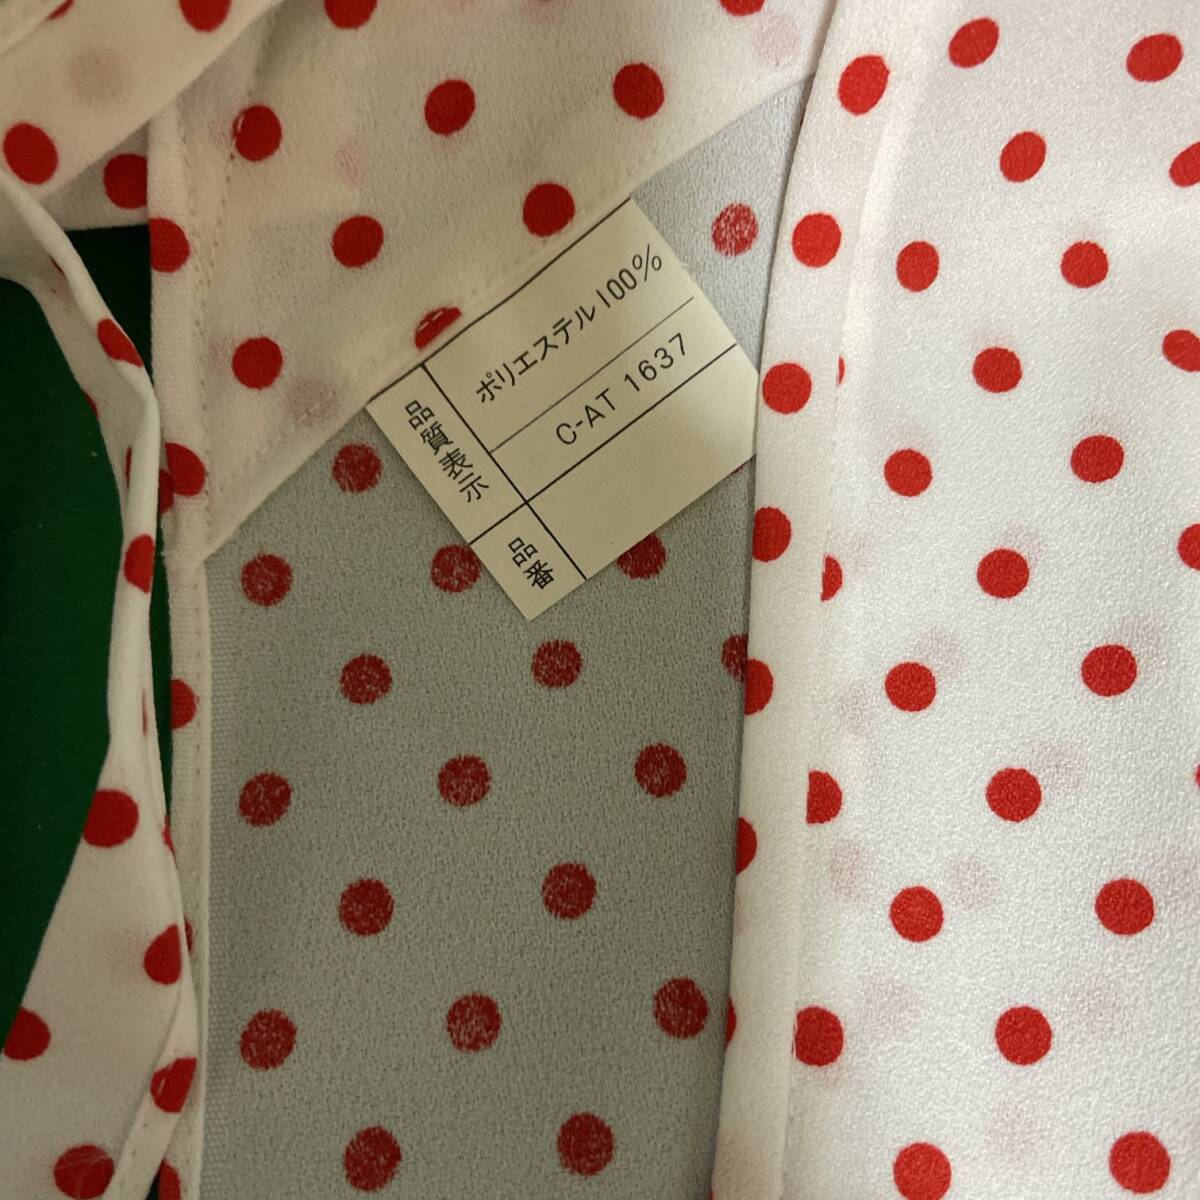 品質表示
ポリエステル100%
C-AT 1637
品番